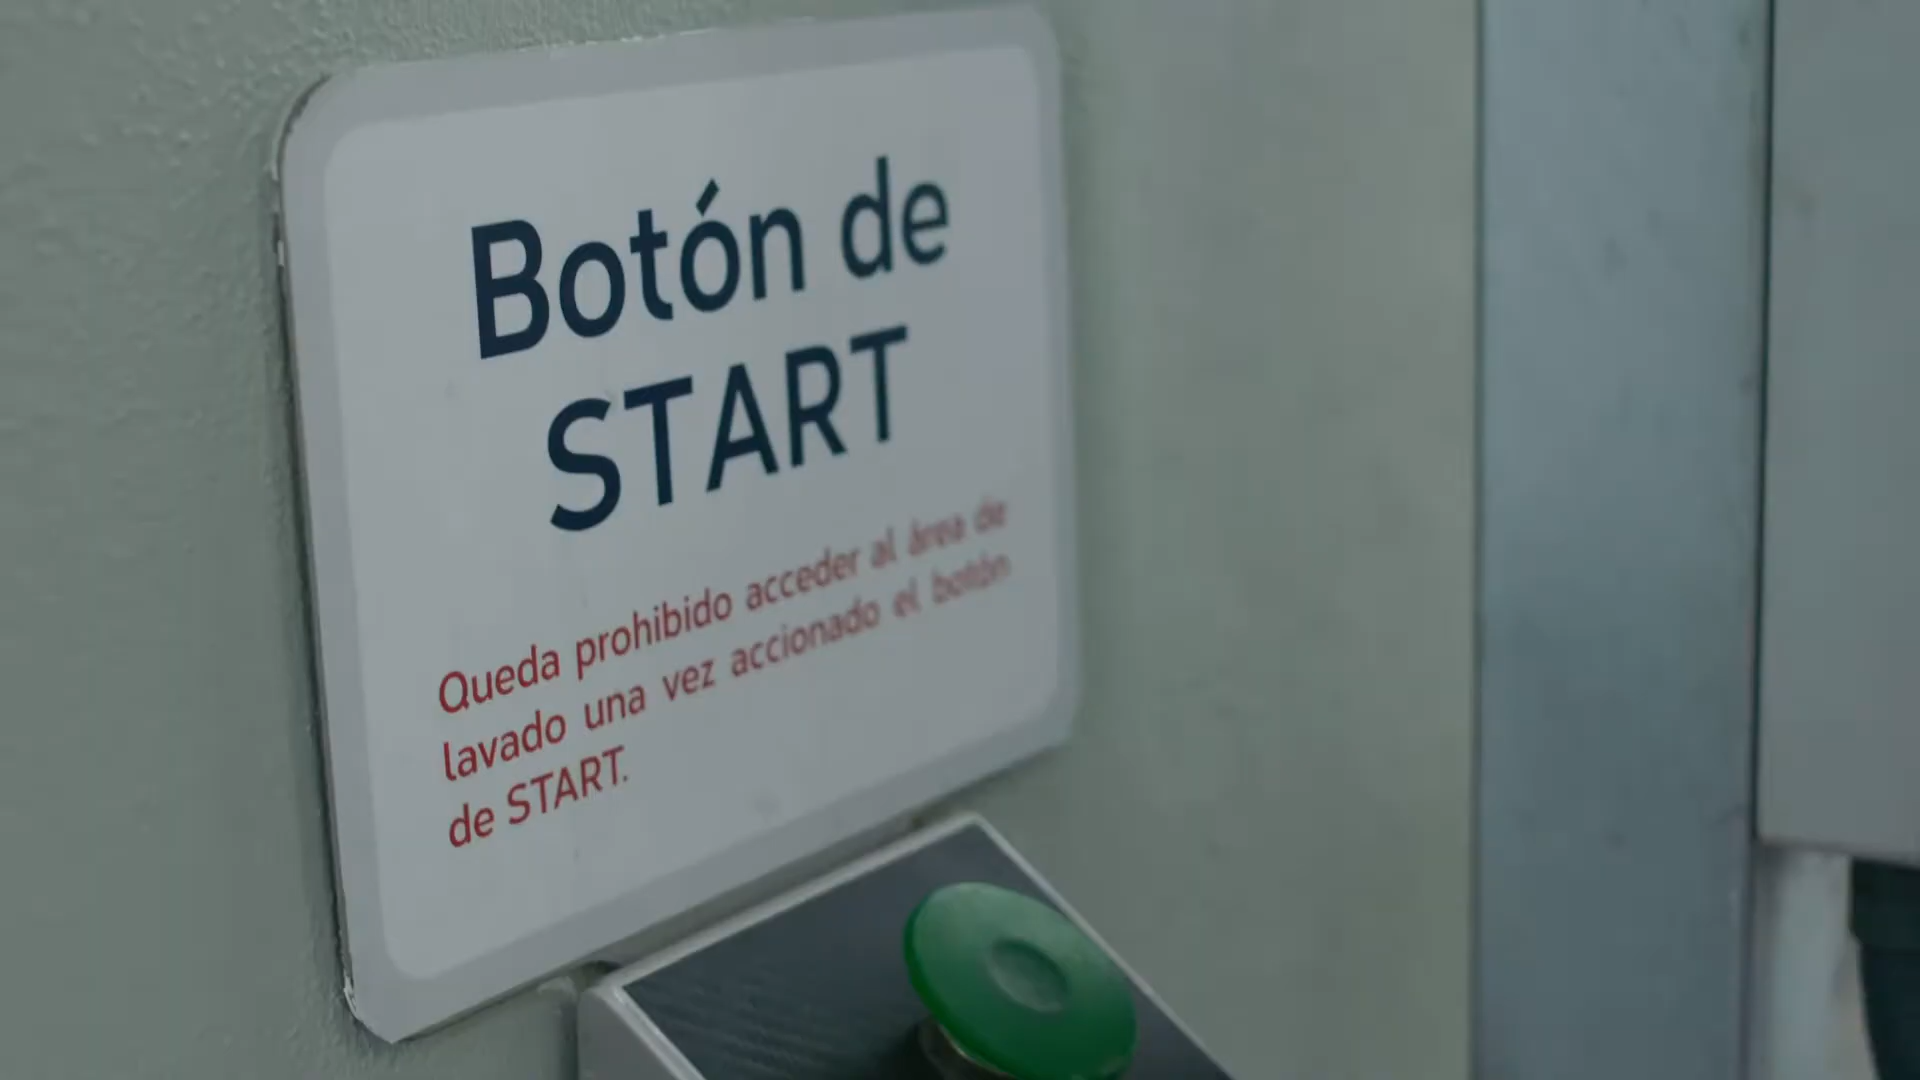 Botón de
START
Queda prohibido acceder al área de
lavado una vez accionado el botón
de START.